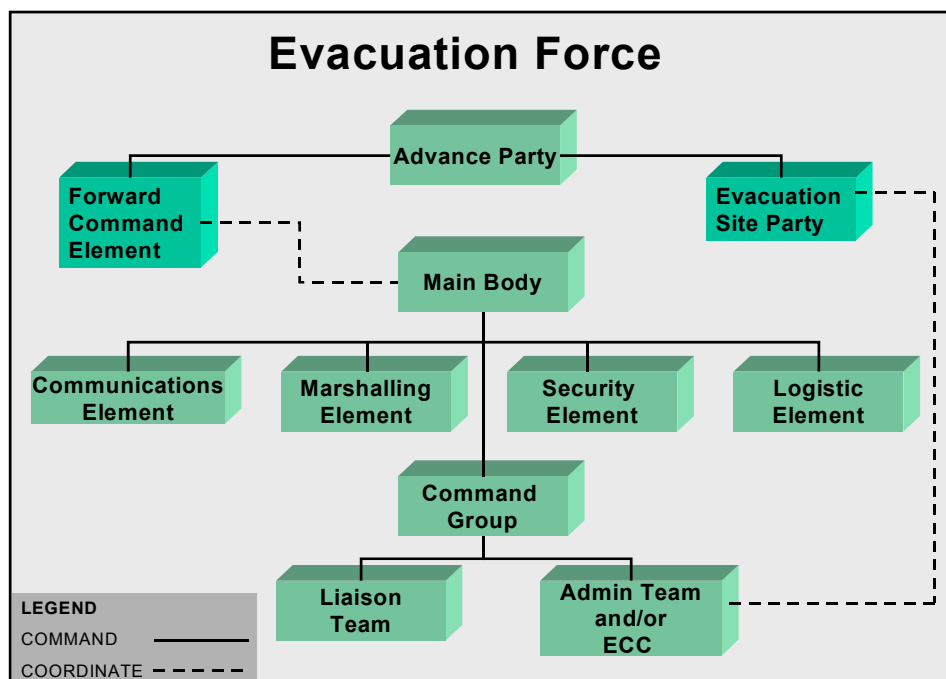 Evacuation Force
Advance Party
Forward
Command
Element
Evacuation
Site Party
Main Body
Communications
Element
Marshalling
Element
Security
Element
Logistic
Element
Command
Group
Liaison
Team
Admin Team
and/or
ECC
LEGEND
COMMAND
COORDINATE